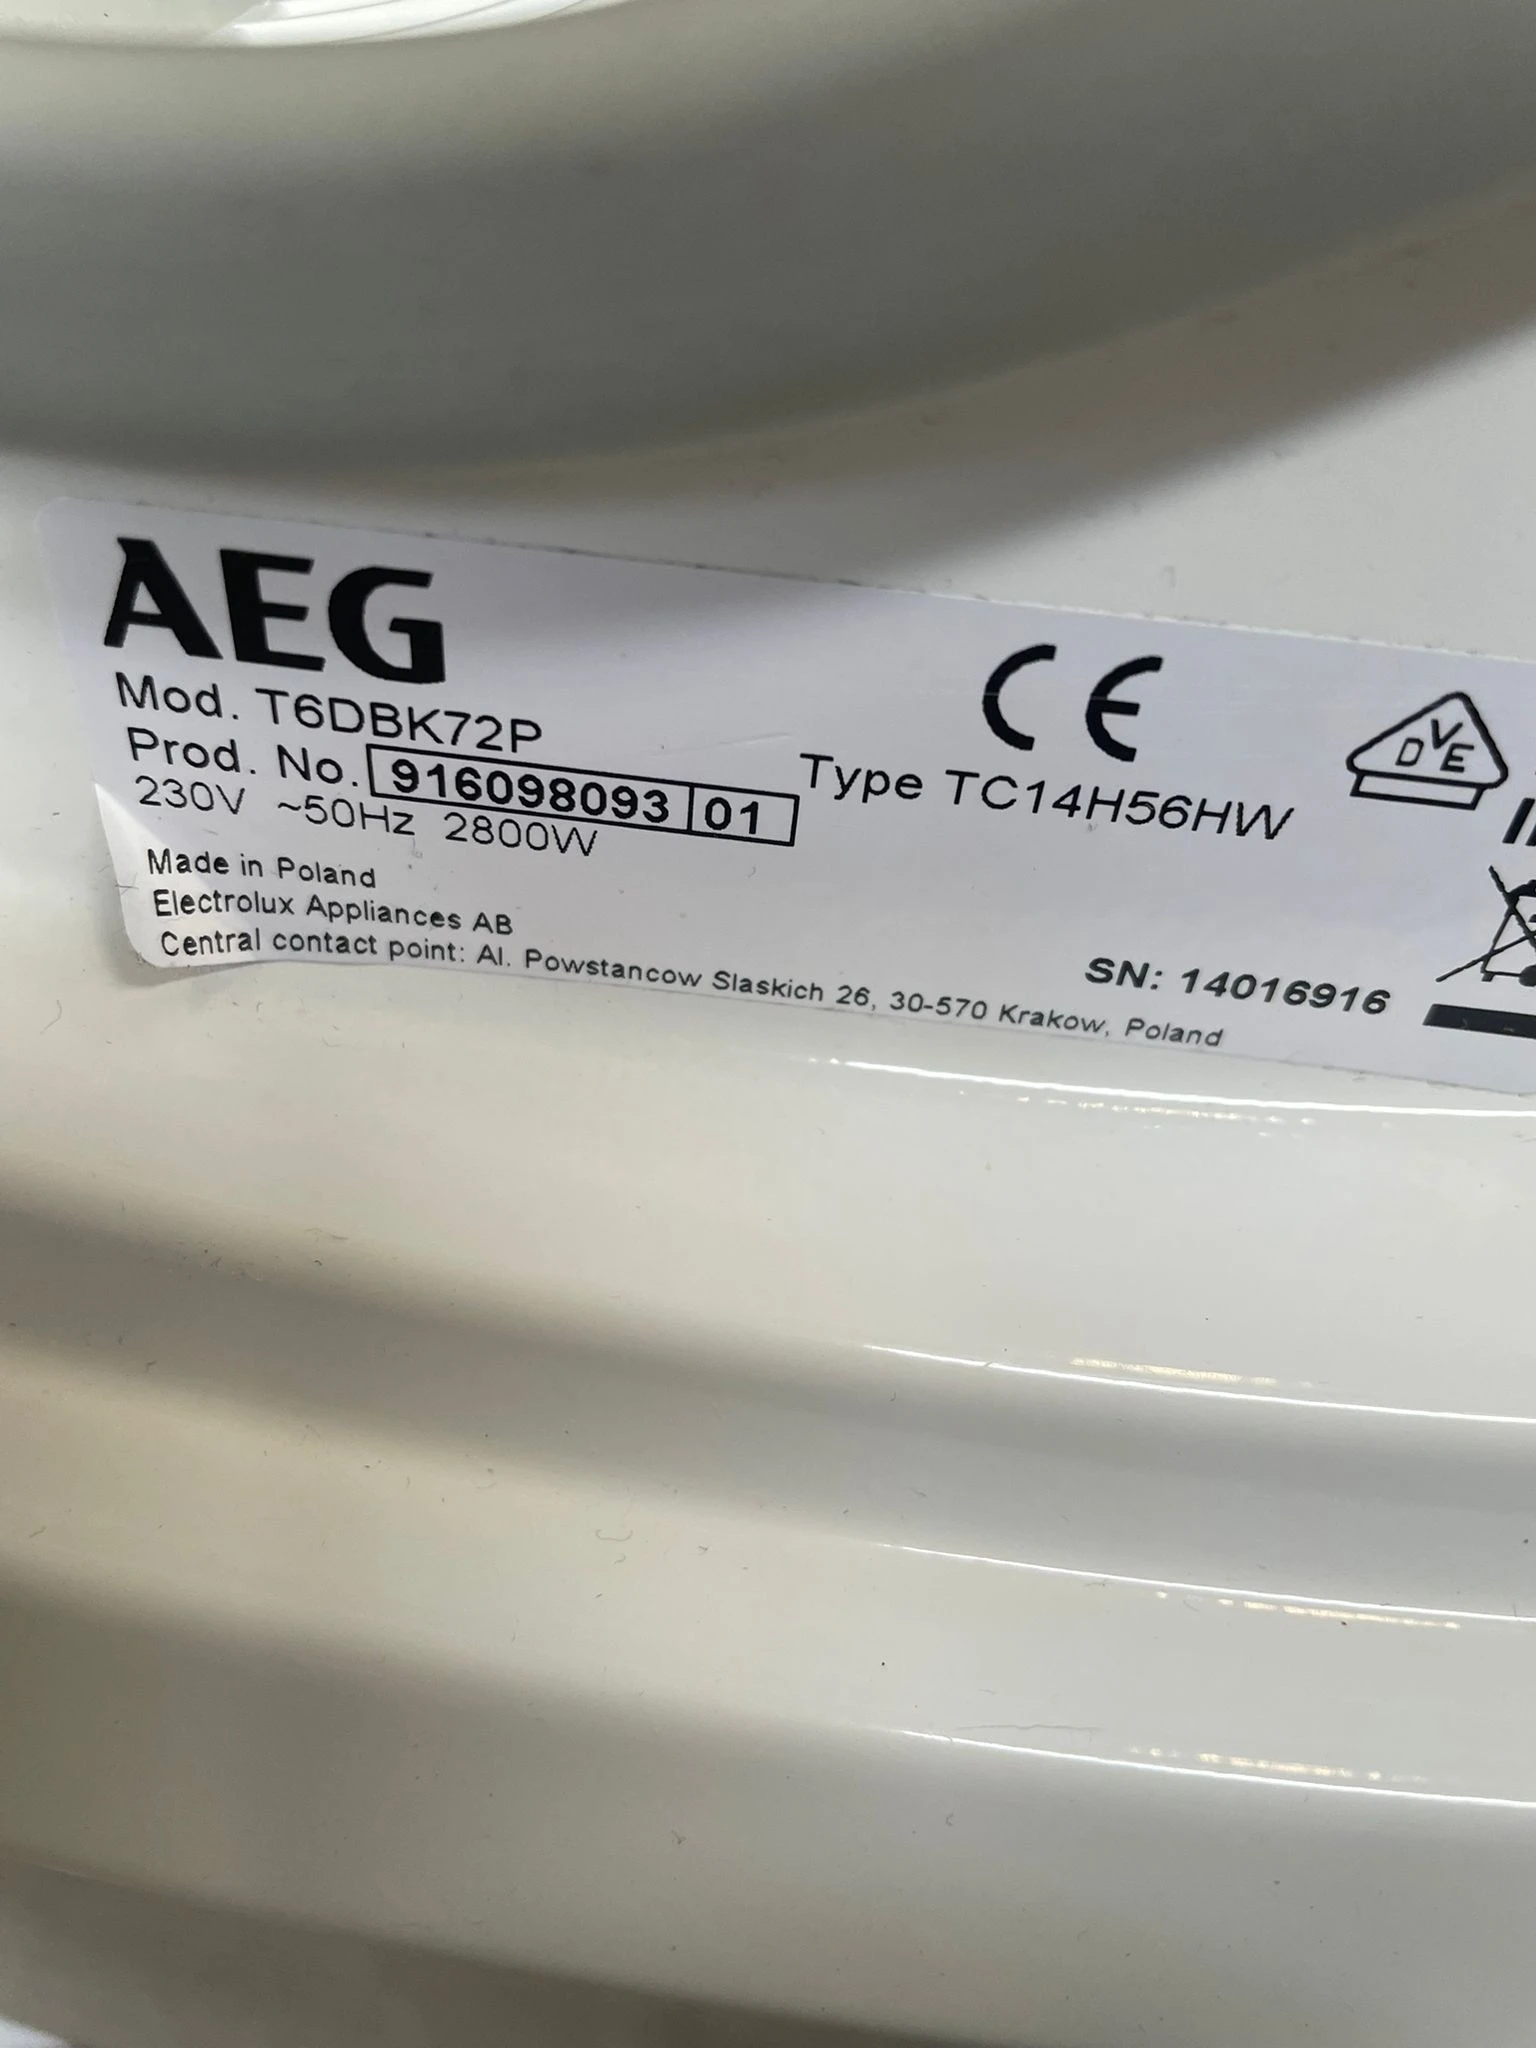 AEG
Mod. T6DBK72P
Prod. No. 916098093 01
230V ~50Hz 2800W
Made in Poland
Electrolux Appliances AB
Central contact point: Al. Powstancow Slaskich 26, 30-570 Krakow, Poland
CE
Type TC14H56HW
DVE
SN: 14016916